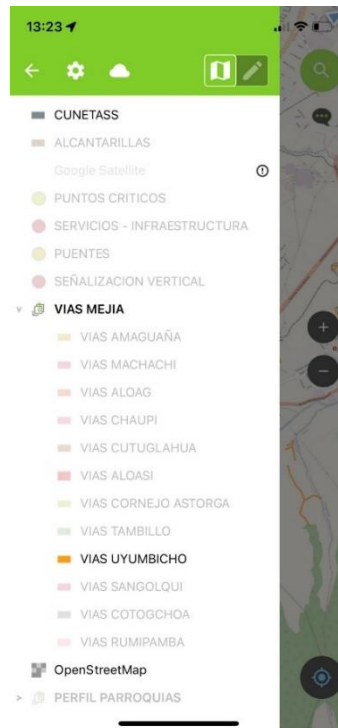 13:23
CUNETASS
ALCANTARILLAS
Google Satellite
PUNTOS CRITICOS
SERVICIOS - INFRAESTRUCTURA
PUENTES
SEÑALIZACION VERTICAL
VIAS MEJIA
VIAS AMAGUAÑA
VIAS MACHACHI
VIAS ALOAG
VIAS CHAUPI
VIAS CUTUGLAHUA
VIAS ALOASI
VIAS CORNEJO ASTORGA
VIAS TAMBILLO
VIAS UYUMBICHO
VIAS SANGOLQUI
VIAS COTOGCHOA
VIAS RUMIPAMBA
OpenStreetMap
PERFIL PARROQUIAS